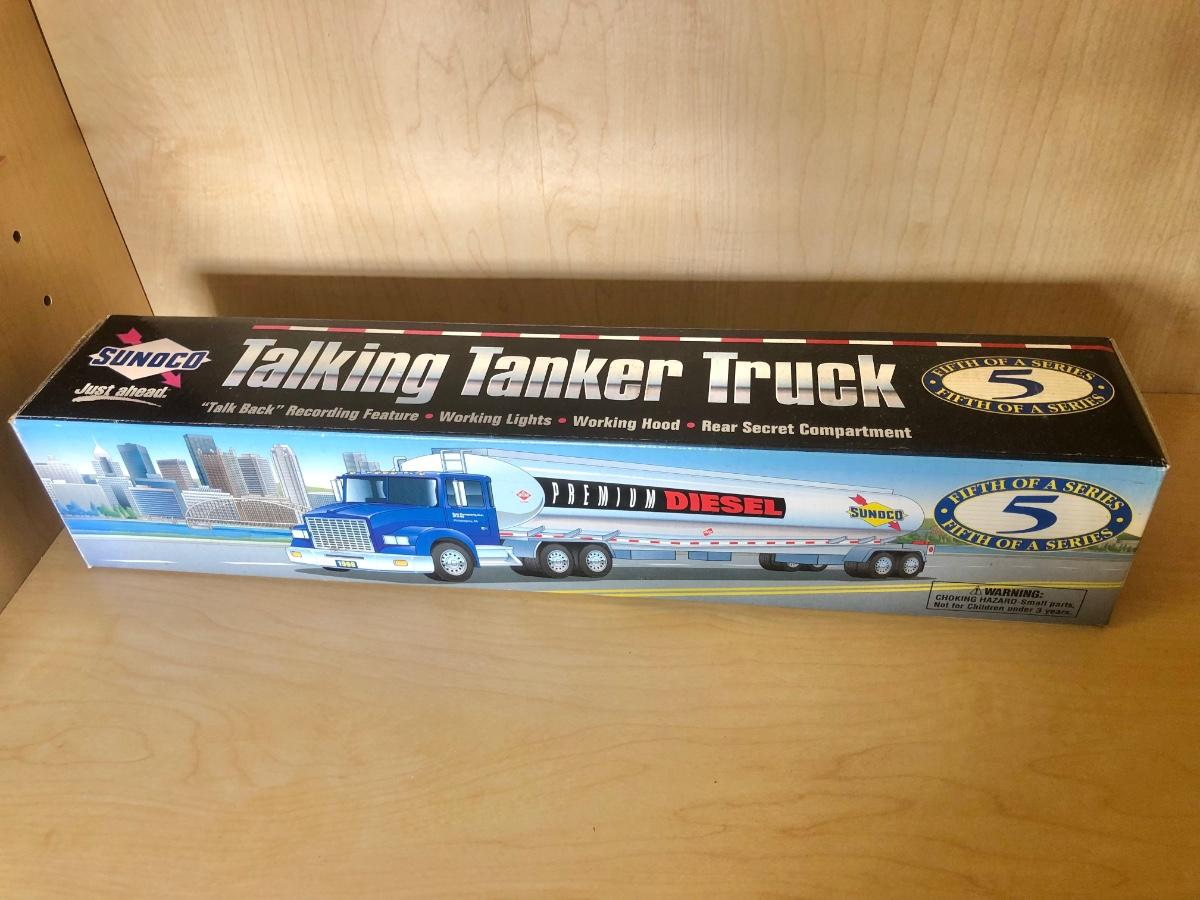 SUNOCO
Just ahead.
Talking Tanker Truck
"Talk Back" Recording Feature • Working Lights • Working Hood • Rear Secret Compartment
FIFTH OF A SERIES
5
FIFTH OF A SERIES
PREMIUM DIESEL
SUNOCO
1998
FIFTH OF A SERIES
5
FIFTH OF A SERIES
⚠ WARNING:
CHOKING HAZARD-Small parts.
Not for Children under 3 years.